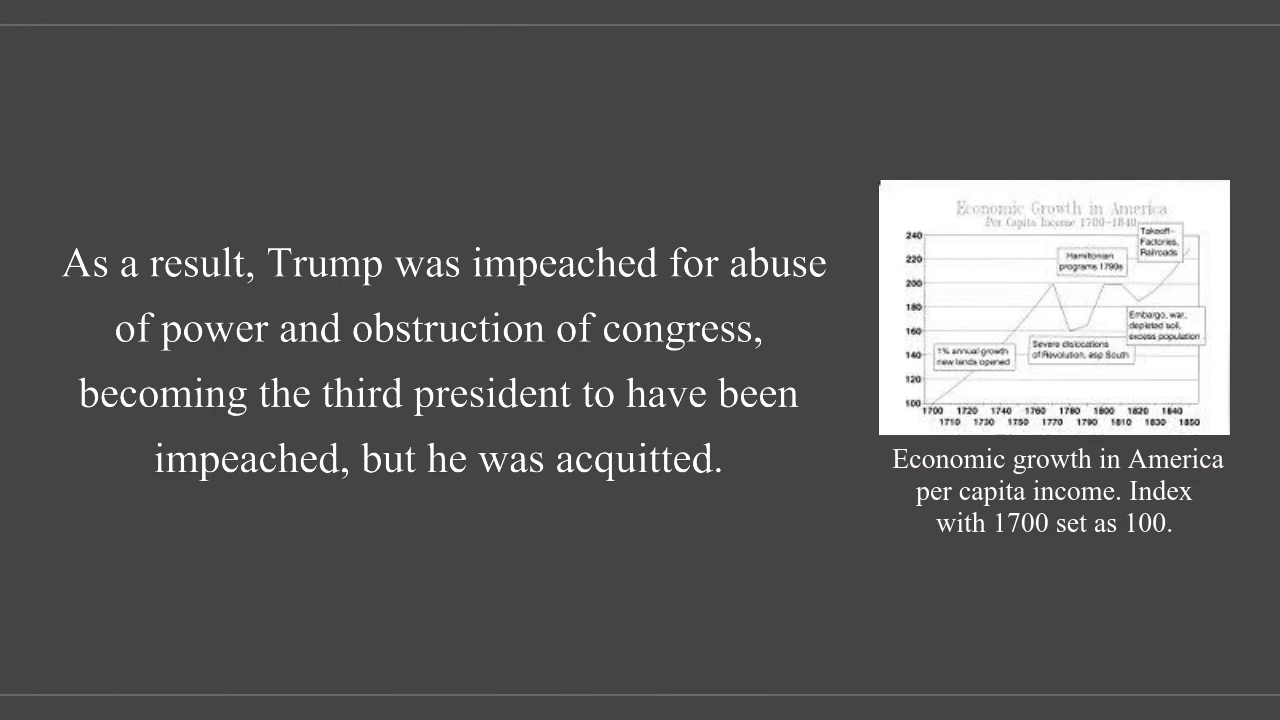 As a result, Trump was impeached for abuse
of power and obstruction of congress,
becoming the third president to have been
impeached, but he was acquitted.
Economic Growth in America
Per Capita Income 1700-1840
240
220
200
180
160
140
120
100
Takeoff-
Factories,
Railroads
Hamiltonian
programs 1790s
Embargo, war,
depleted soil,
excess population
1% annual growth
new lands opened
Severe dislocations
of Revolution, esp South
1700 1720 1740 1760 1780 1800 1820 1840
1710 1730 1750 1770 1790 1810 1830 1850
Economic growth in America
per capita income. Index
with 1700 set as 100.